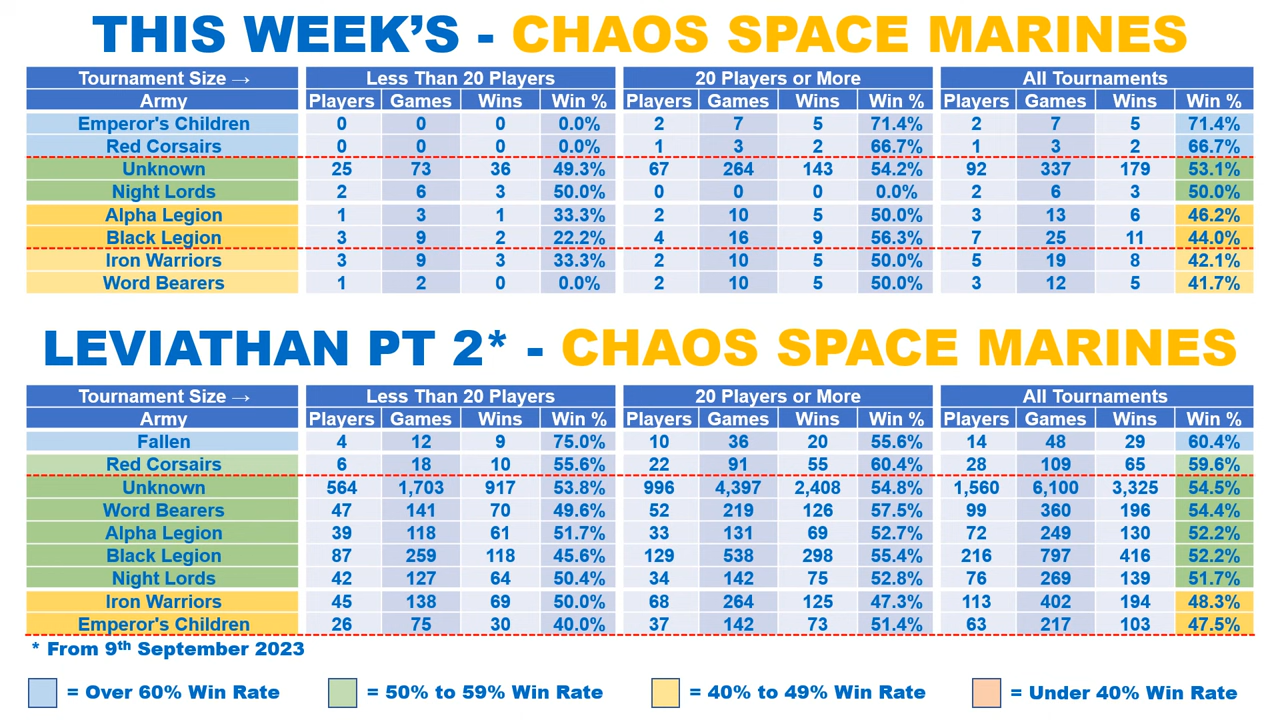 THIS WEEK’S - CHAOS SPACE MARINES
Tournament Size → Less Than 20 Players 20 Players or More All Tournaments
Army Players Games Wins Win % Players Games Wins Win % Players Games Wins Win %
Emperor's Children 0 0 0 0.0% 2 7 5 71.4% 2 7 5 71.4%
Red Corsairs 0 0 0 0.0% 1 3 2 66.7% 1 3 2 66.7%
Unknown 25 73 36 49.3% 67 264 143 54.2% 92 337 179 53.1%
Night Lords 2 6 3 50.0% 0 0 0 0.0% 2 6 3 50.0%
Alpha Legion 1 3 1 33.3% 2 10 5 50.0% 3 13 6 46.2%
Black Legion 3 9 2 22.2% 4 16 9 56.3% 7 25 11 44.0%
Iron Warriors 3 9 3 33.3% 2 10 5 50.0% 5 19 8 42.1%
Word Bearers 1 2 0 0.0% 2 10 5 50.0% 3 12 5 41.7%
LEVIATHAN PT 2* - CHAOS SPACE MARINES
Tournament Size → Less Than 20 Players 20 Players or More All Tournaments
Army Players Games Wins Win % Players Games Wins Win % Players Games Wins Win %
Fallen 4 12 9 75.0% 10 36 20 55.6% 14 48 29 60.4%
Red Corsairs 6 18 10 55.6% 22 91 55 60.4% 28 109 65 59.6%
Unknown 564 1,703 917 53.8% 996 4,397 2,408 54.8% 1,560 6,100 3,325 54.5%
Word Bearers 47 141 70 49.6% 52 219 126 57.5% 99 360 196 54.4%
Alpha Legion 39 118 61 51.7% 33 131 69 52.7% 72 249 130 52.2%
Black Legion 87 259 118 45.6% 129 538 298 55.4% 216 797 416 52.2%
Night Lords 42 127 64 50.4% 34 142 75 52.8% 76 269 139 51.7%
Iron Warriors 45 138 69 50.0% 68 264 125 47.3% 113 402 194 48.3%
Emperor's Children 26 75 30 40.0% 37 142 73 51.4% 63 217 103 47.5%
* From 9th September 2023
= Over 60% Win Rate = 50% to 59% Win Rate = 40% to 49% Win Rate = Under 40% Win Rate